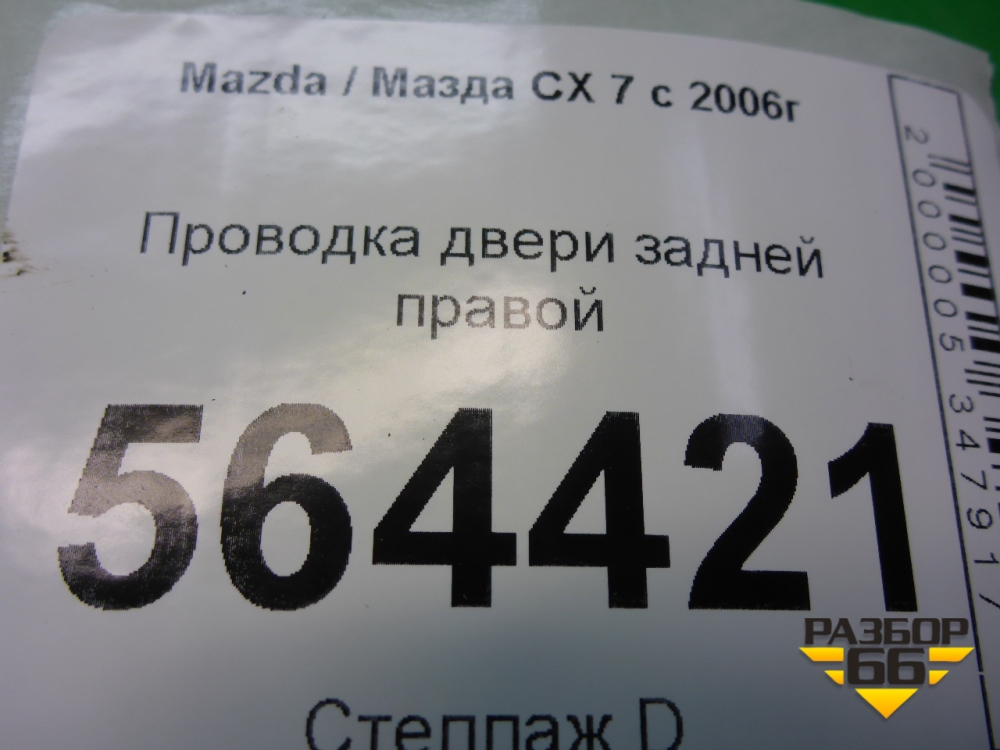 Mazda / Мазда CX 7 с 2006г
Проводка двери задней
правой
564421
Стеллаж D
2000005347917
РАЗБОР
66